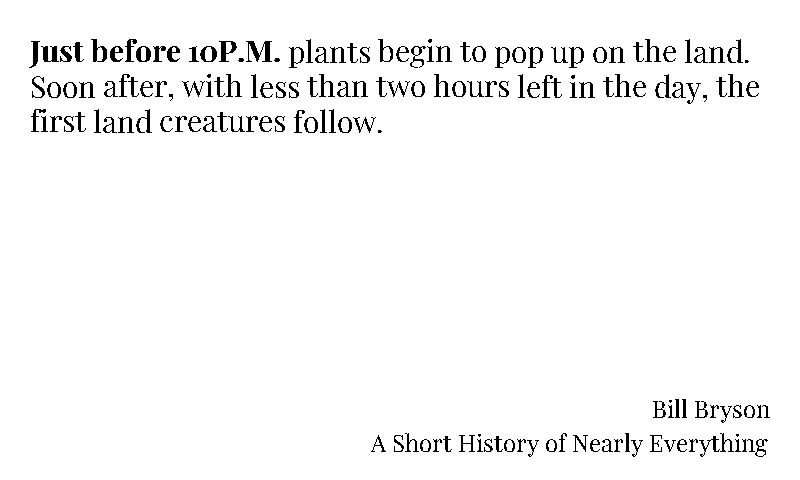 Just before 10P.M. plants begin to pop up on the land.
Soon after, with less than two hours left in the day, the
first land creatures follow.
Bill Bryson
A Short History of Nearly Everything